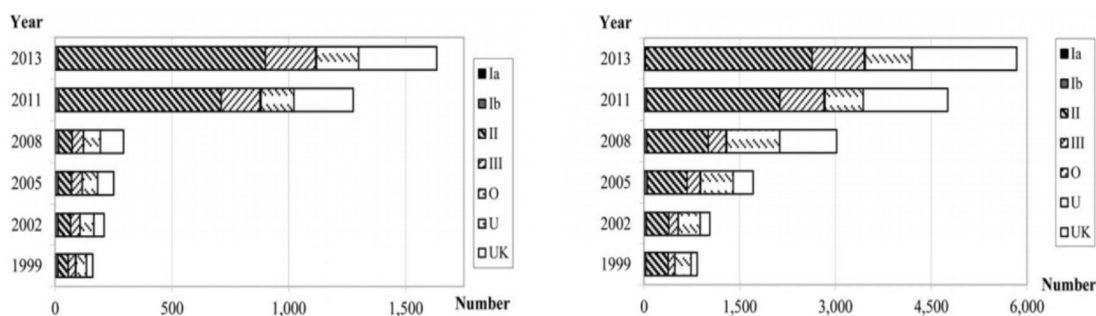 Year
2013
2011
2008
2005
2002
1999
0 500 1,000 1,500
Number
Ia
Ib
II
III
O
U
UK
Year
2013
2011
2008
2005
2002
1999
0 1,500 3,000 4,500 6,000
Number
Ia
Ib
II
III
O
U
UK